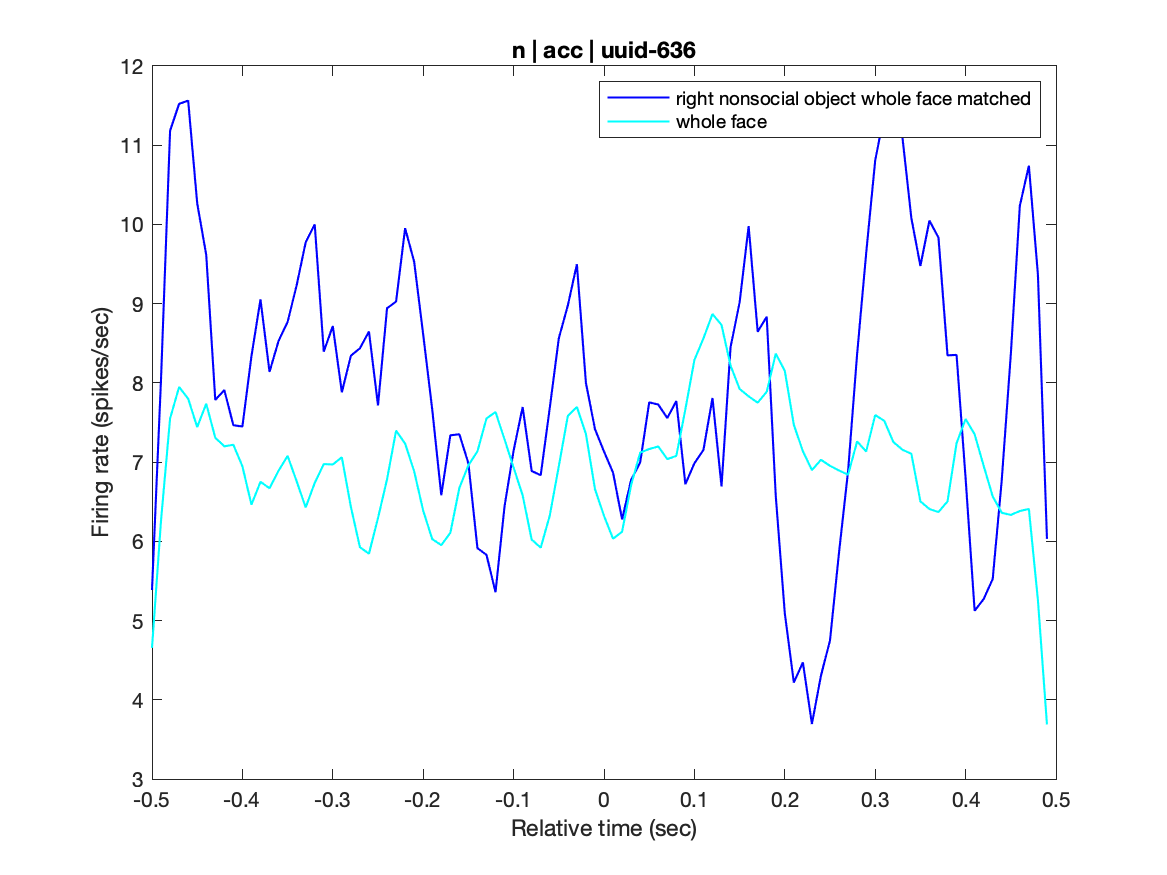 n | acc | uuid-636
right nonsocial object whole face matched
whole face
12
11
10
9
8
7
6
5
4
3
Firing rate (spikes/sec)
-0.5 -0.4 -0.3 -0.2 -0.1 0 0.1 0.2 0.3 0.4 0.5
Relative time (sec)